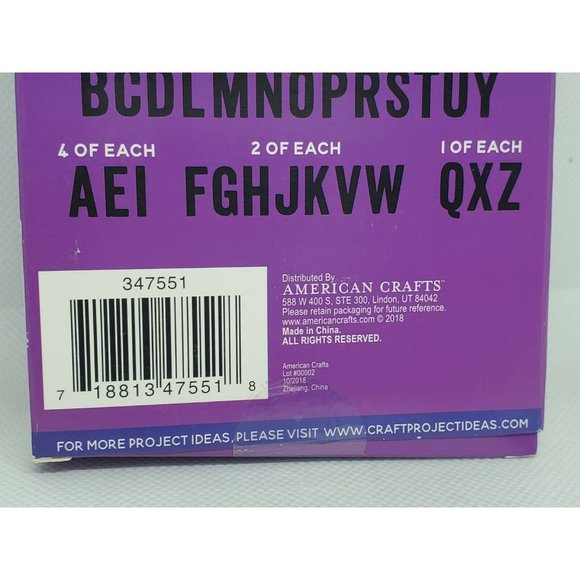 BCDLMNOPRSTUY
4 OF EACH
2 OF EACH
1 OF EACH
AEI
FGHJKVW
QXZ
347551
7 18813 47551 8
Distributed By
AMERICAN CRAFTS™
588 W 400 S, STE 300, Lindon, UT 84042
Please retain packaging for future reference.
www.americancrafts.com © 2018
Made in China.
ALL RIGHTS RESERVED.
American Crafts
Lot #00002
10/2018
Zhejiang, China
FOR MORE PROJECT IDEAS, PLEASE VISIT WWW.CRAFTPROJECTIDEAS.COM